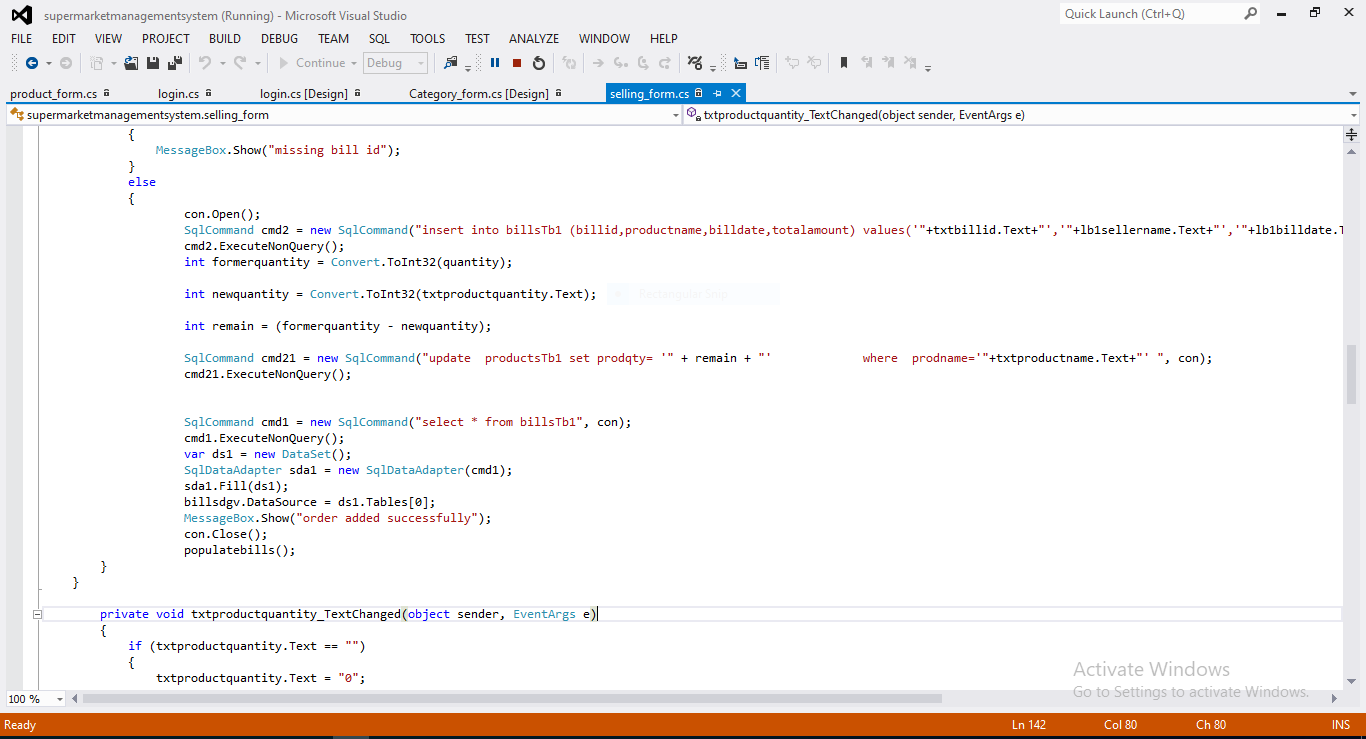 supermarketmanagementsystem (Running) - Microsoft Visual Studio
Quick Launch (Ctrl+Q)
FILE EDIT VIEW PROJECT BUILD DEBUG TEAM SQL TOOLS TEST ANALYZE WINDOW HELP
Continue Debug
product_form.cs login.cs login.cs [Design] Category_form.cs [Design] selling_form.cs
supermarketmanagementsystem.selling_form txtproductquantity_TextChanged(object sender, EventArgs e)
{
MessageBox.Show("missing bill id");
}
else
{
con.Open();
SqlCommand cmd2 = new SqlCommand("insert into billsTb1 (billid,productname,billdate,totalamount) values('"+txtbillid.Text+"','"+lb1sellername.Text+"','"+lb1billdate.T
cmd2.ExecuteNonQuery();
int formerquantity = Convert.ToInt32(quantity);
int newquantity = Convert.ToInt32(txtproductquantity.Text);
Rectangular Snip
int remain = (formerquantity - newquantity);
SqlCommand cmd21 = new SqlCommand("update  productsTb1 set prodqty= '" + remain + "'             where  prodname='"+txtproductname.Text+"' ", con);
cmd21.ExecuteNonQuery();
SqlCommand cmd1 = new SqlCommand("select * from billsTb1", con);
cmd1.ExecuteNonQuery();
var ds1 = new DataSet();
SqlDataAdapter sda1 = new SqlDataAdapter(cmd1);
sda1.Fill(ds1);
billsdgv.DataSource = ds1.Tables[0];
MessageBox.Show("order added successfully");
con.Close();
populatebills();
}
}
private void txtproductquantity_TextChanged(object sender, EventArgs e)
{
if (txtproductquantity.Text == "")
{
txtproductquantity.Text = "0";
Activate Windows
Go to Settings to activate Windows.
100 %
Ready Ln 142 Col 80 Ch 80 INS